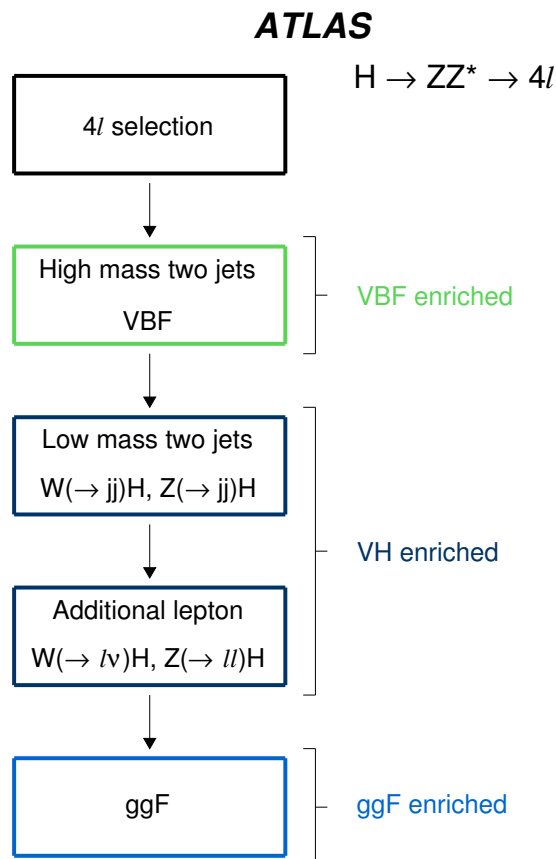 ATLAS
H → ZZ* → 4l
4l selection
High mass two jets
VBF
VBF enriched
Low mass two jets
W(→ jj)H, Z(→ jj)H
VH enriched
Additional lepton
W(→ lν)H, Z(→ ll)H
ggF
ggF enriched